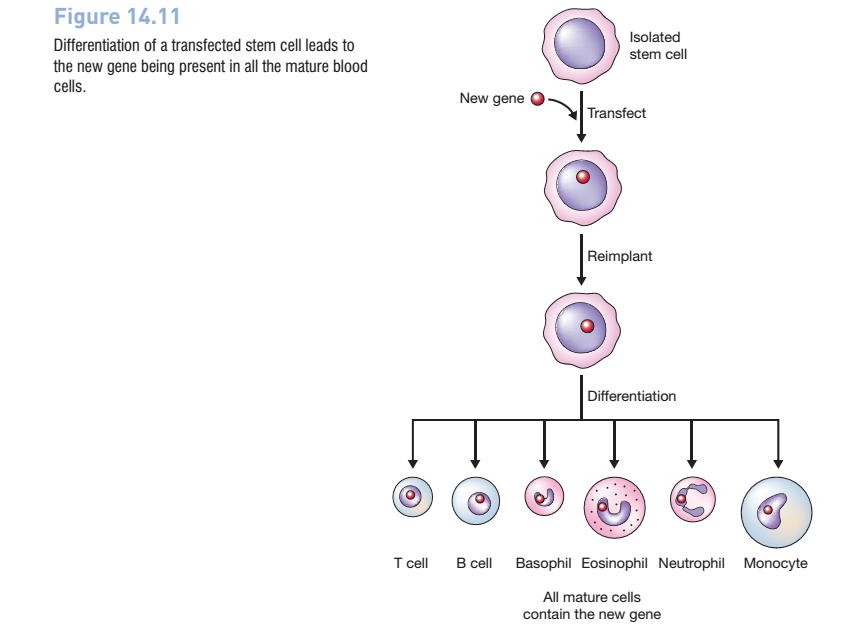 Figure 14.11
Differentiation of a transfected stem cell leads to
the new gene being present in all the mature blood
cells.
Isolated
stem cell
New gene
Transfect
Reimplant
Differentiation
T cell
B cell
Basophil
Eosinophil
Neutrophil
Monocyte
All mature cells
contain the new gene